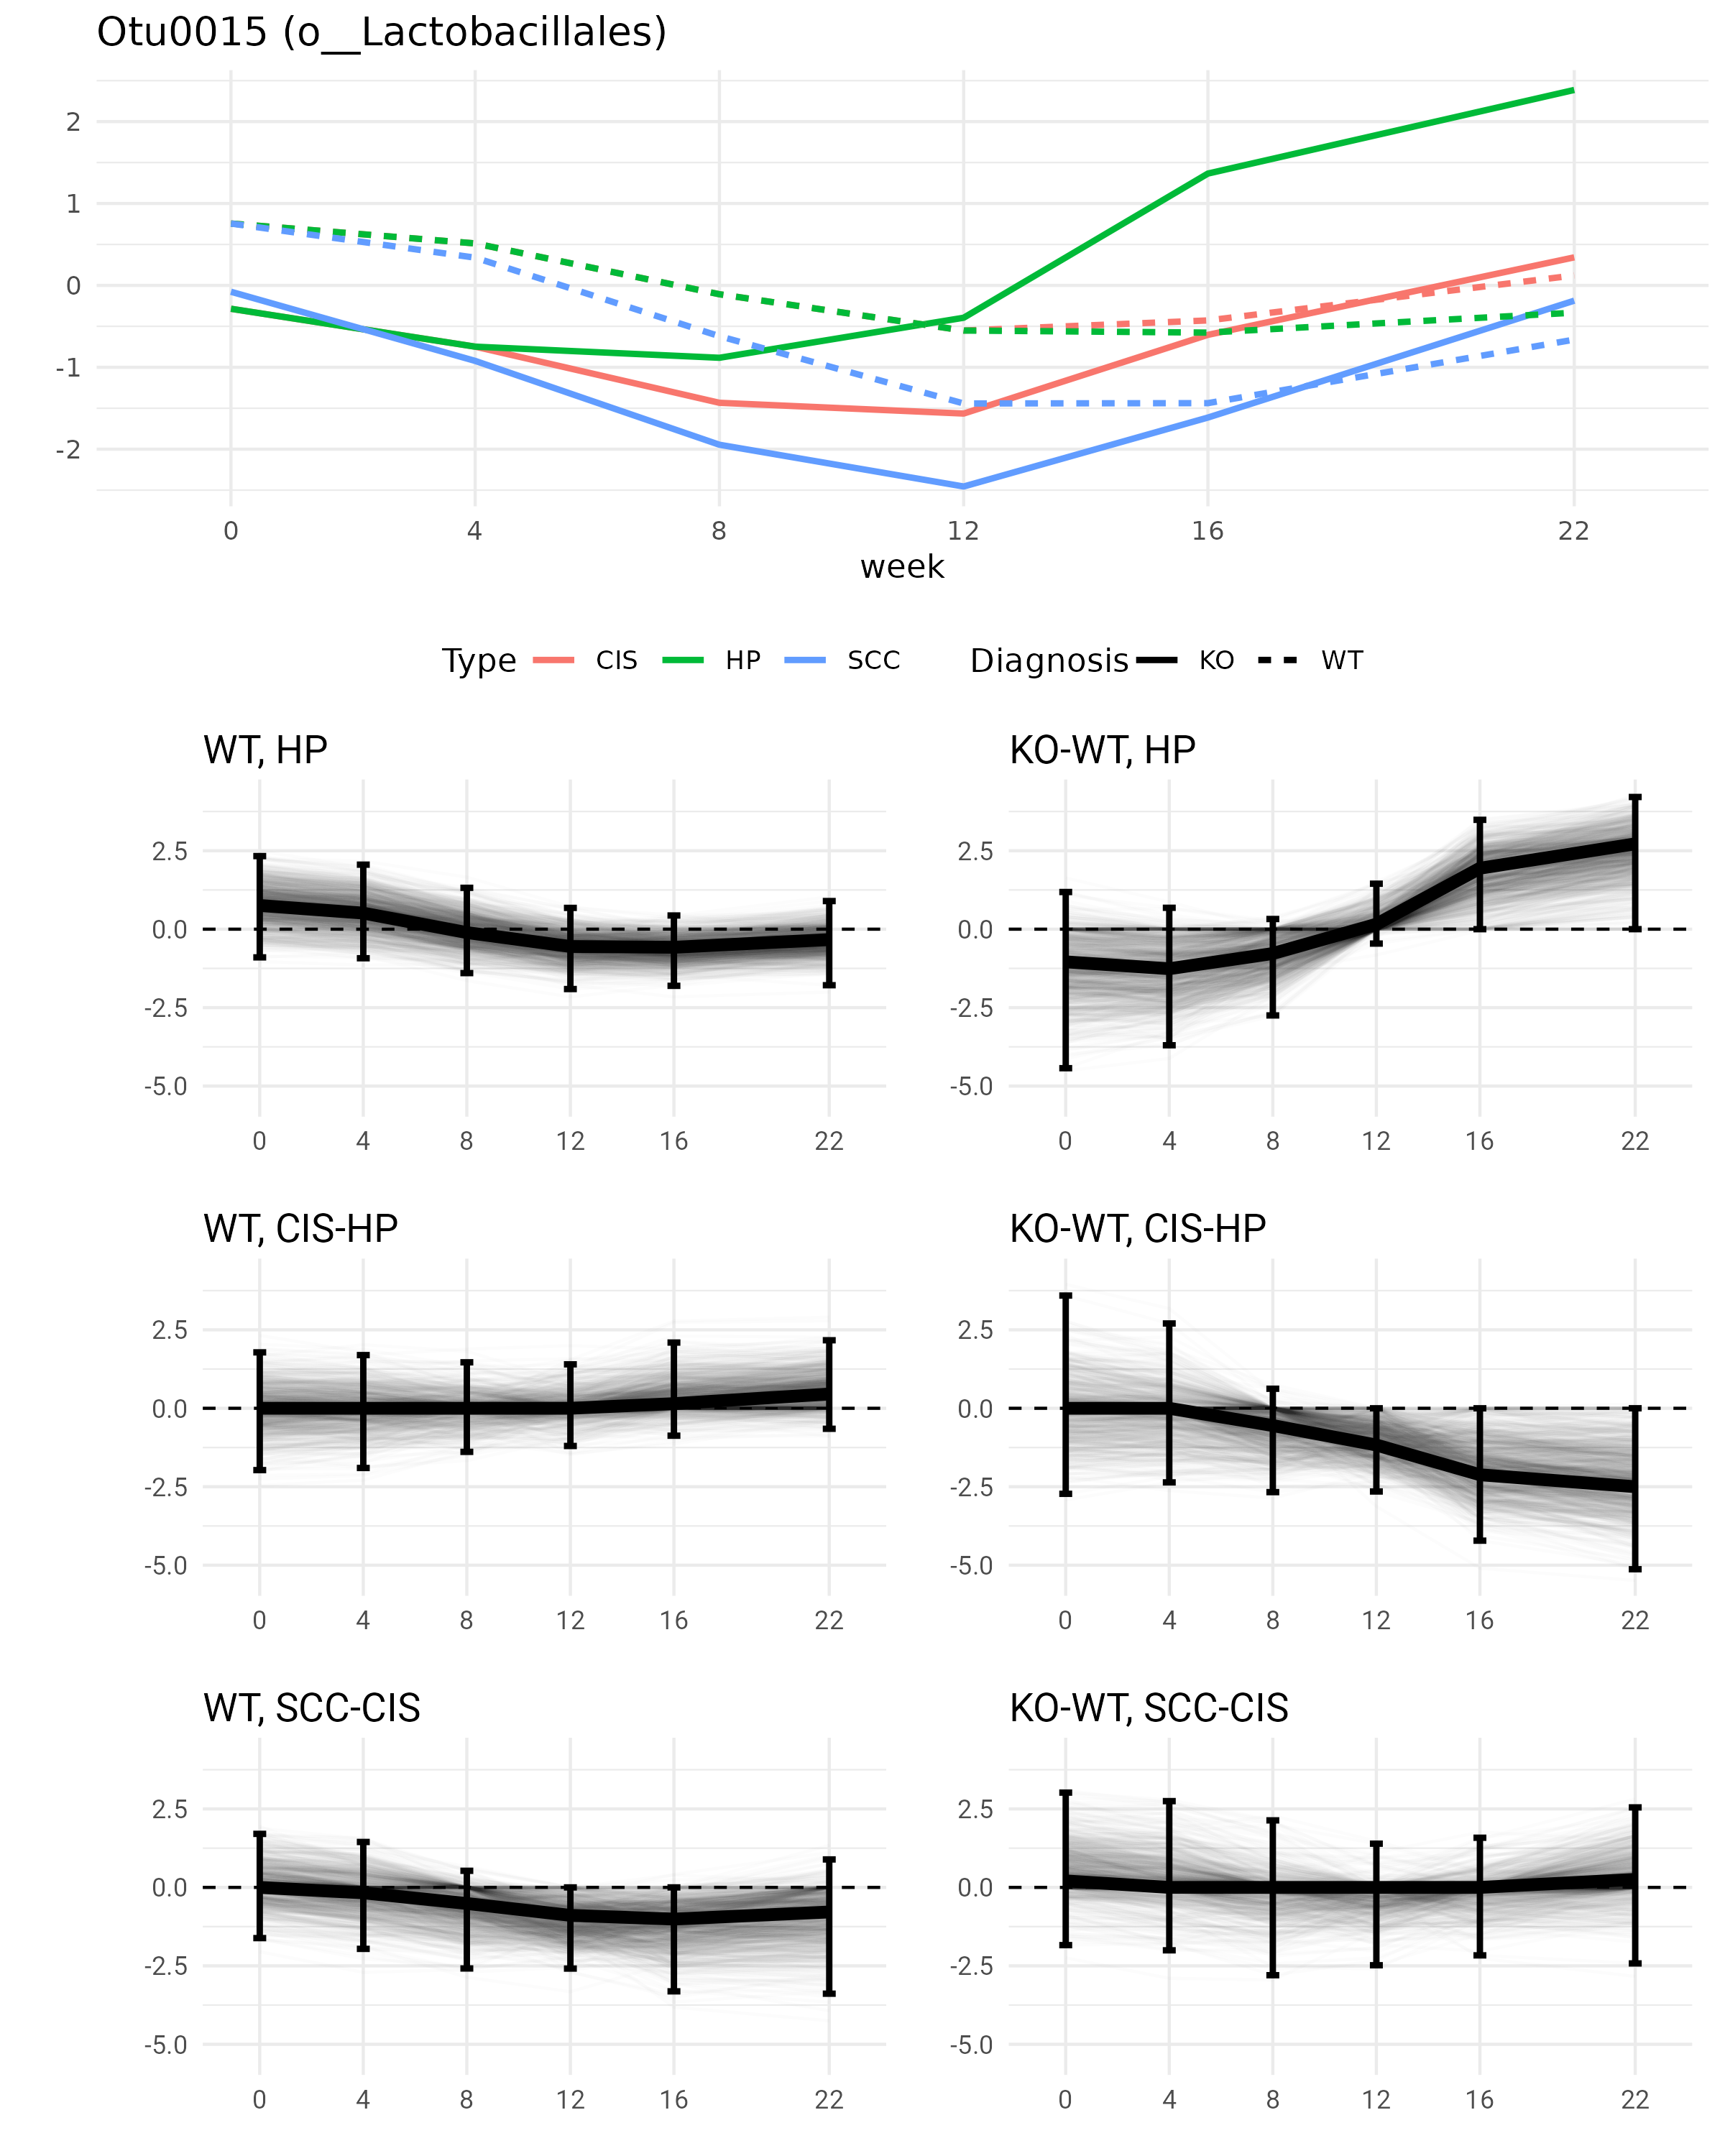 Otu0015 (o__Lactobacillales)
2
1
0
-1
-2
0 4 8 12 16 22
week
Type CIS HP SCC Diagnosis KO WT
WT, HP
2.5
0.0
-2.5
-5.0
0 4 8 12 16 22
KO-WT, HP
2.5
0.0
-2.5
-5.0
0 4 8 12 16 22
WT, CIS-HP
2.5
0.0
-2.5
-5.0
0 4 8 12 16 22
KO-WT, CIS-HP
2.5
0.0
-2.5
-5.0
0 4 8 12 16 22
WT, SCC-CIS
2.5
0.0
-2.5
-5.0
0 4 8 12 16 22
KO-WT, SCC-CIS
2.5
0.0
-2.5
-5.0
0 4 8 12 16 22